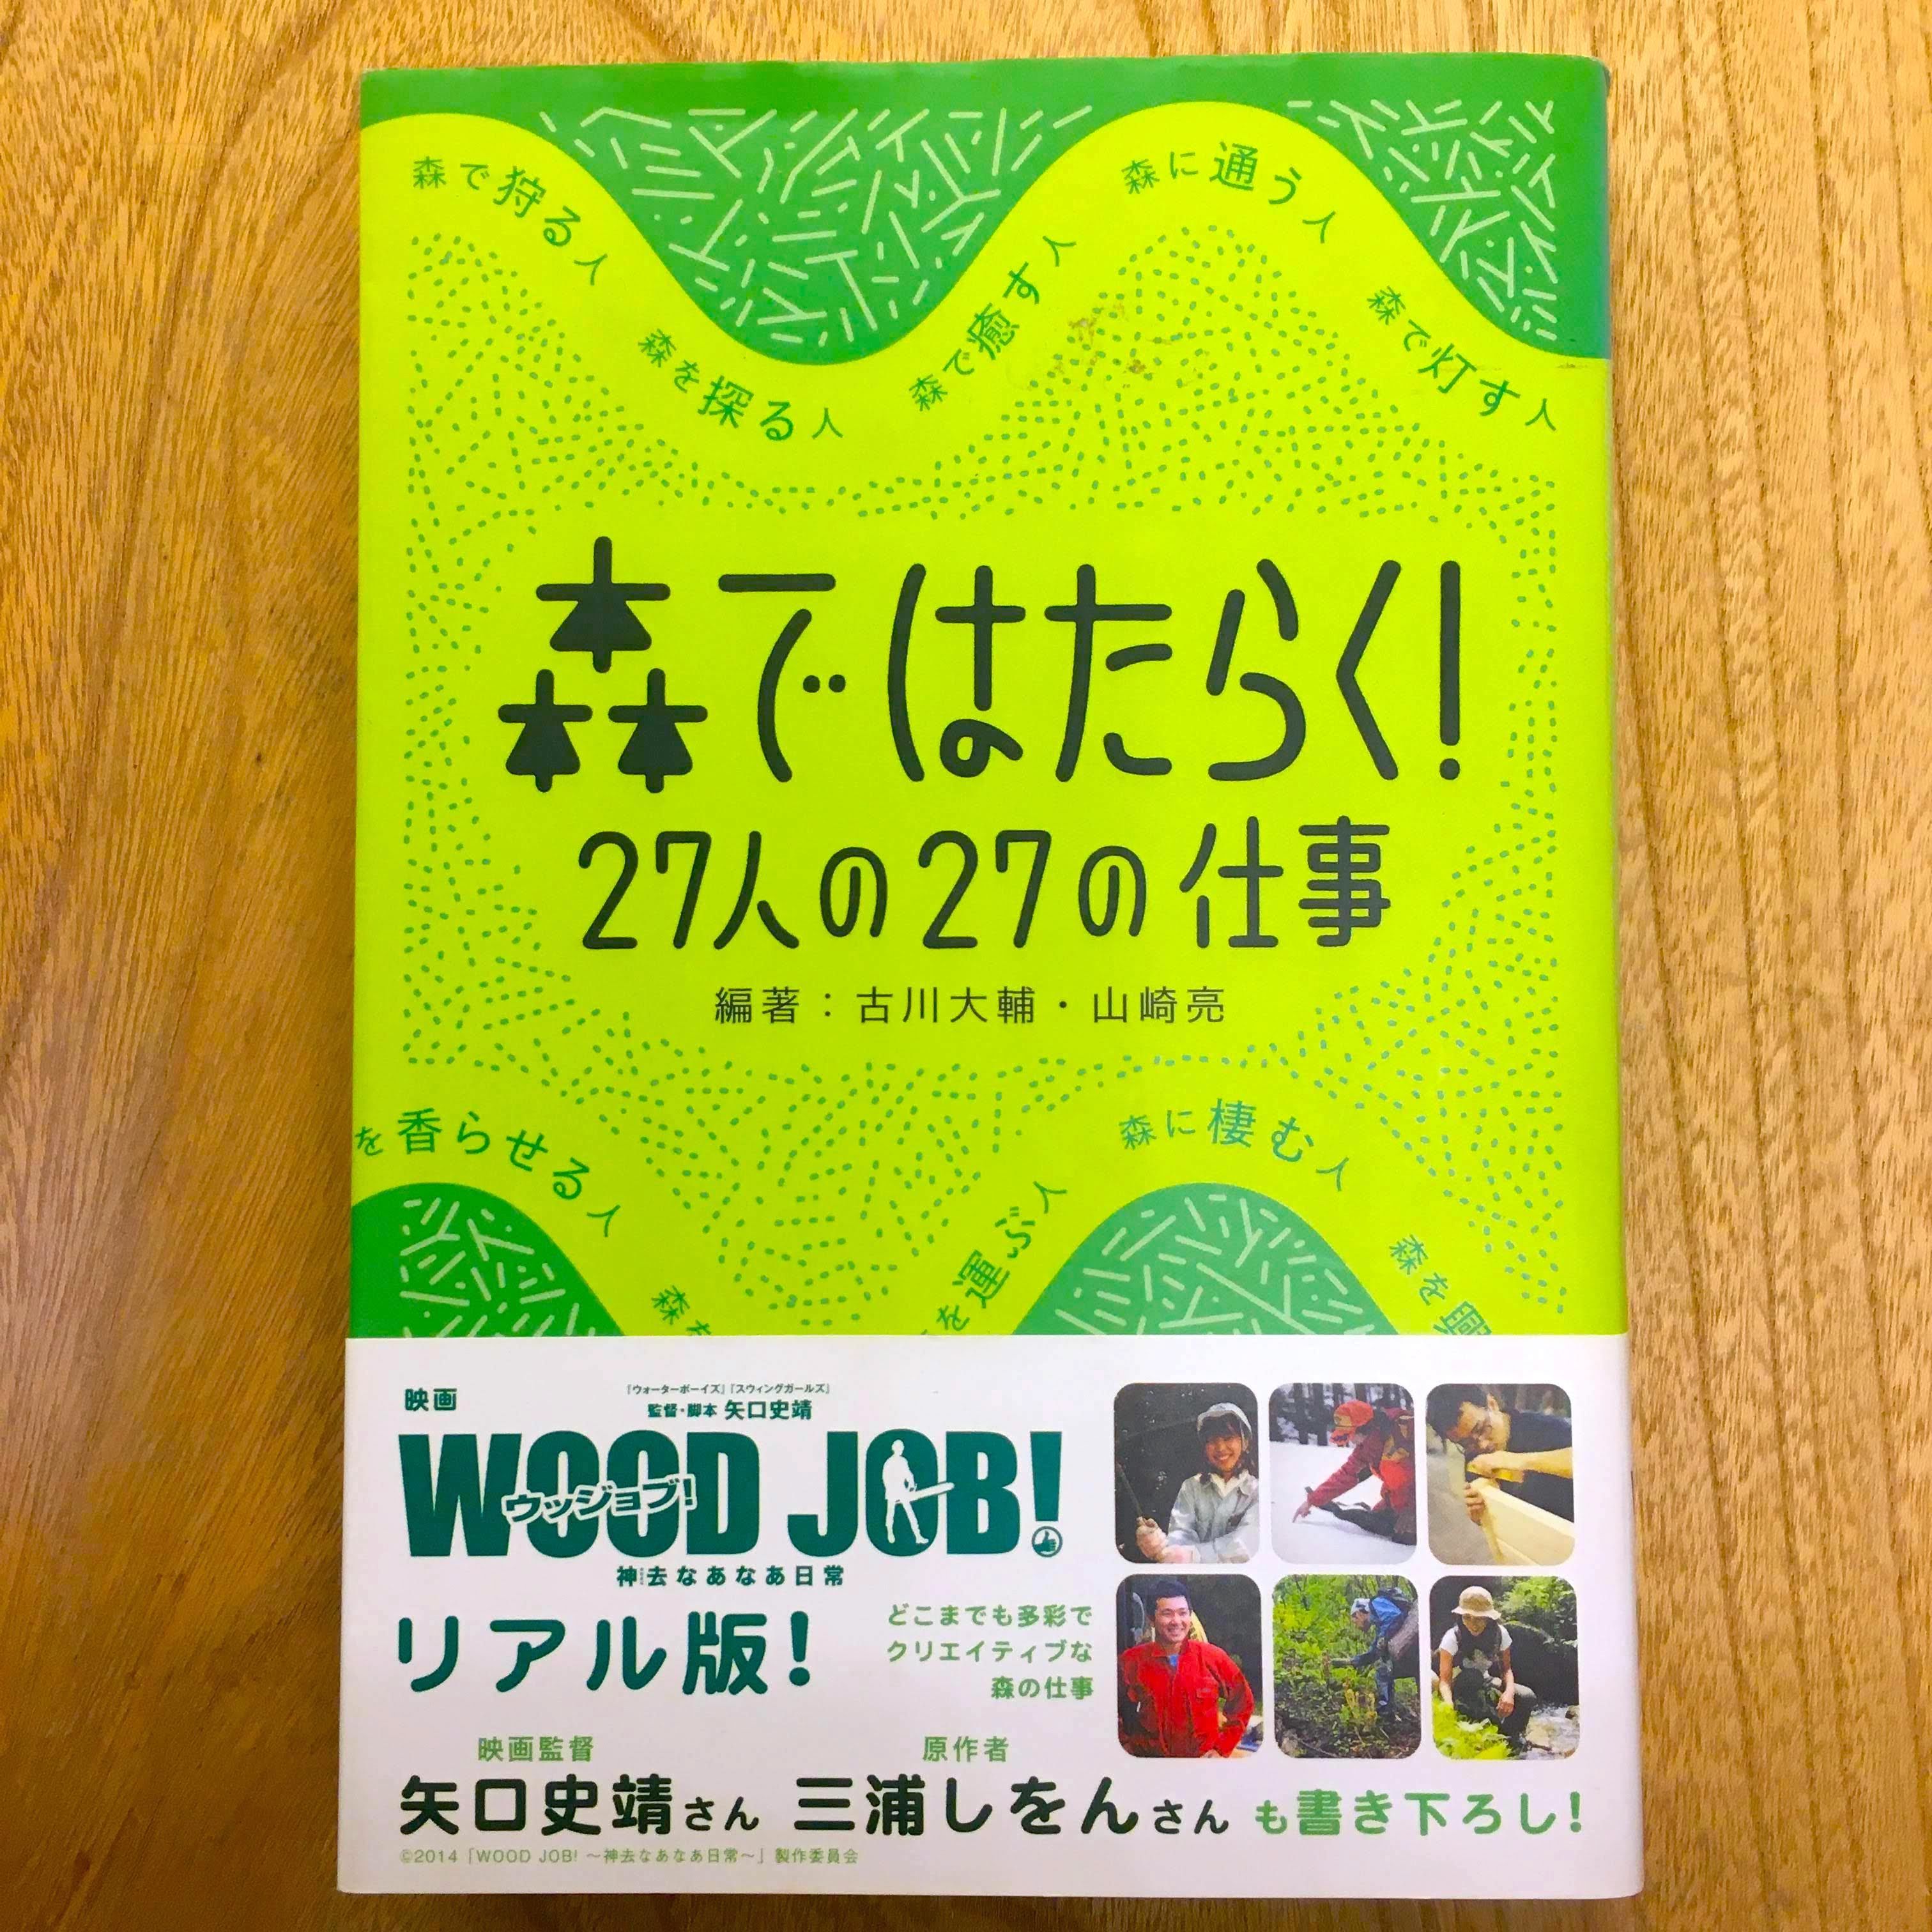 森で狩る人
森を探る人
森で癒す人
森に通う人
森で灯す人
森ではたらく!
27人の27の仕事
編著：古川大輔・山崎亮
を香らせる人
森を
を運ぶ人
森に棲む人
森を興
映画
『ウォーターボーイズ』『スウィングガールズ』
監督・脚本 矢口史靖
WOOD JOB!
ウッジョブ!
神去なあなあ日常
リアル版!
どこまでも多彩で
クリエイティブな
森の仕事
映画監督
原作者
矢口史靖さん 三浦しをんさん も書き下ろし!
©2014「WOOD JOB! ～神去なあなあ日常～」製作委員会